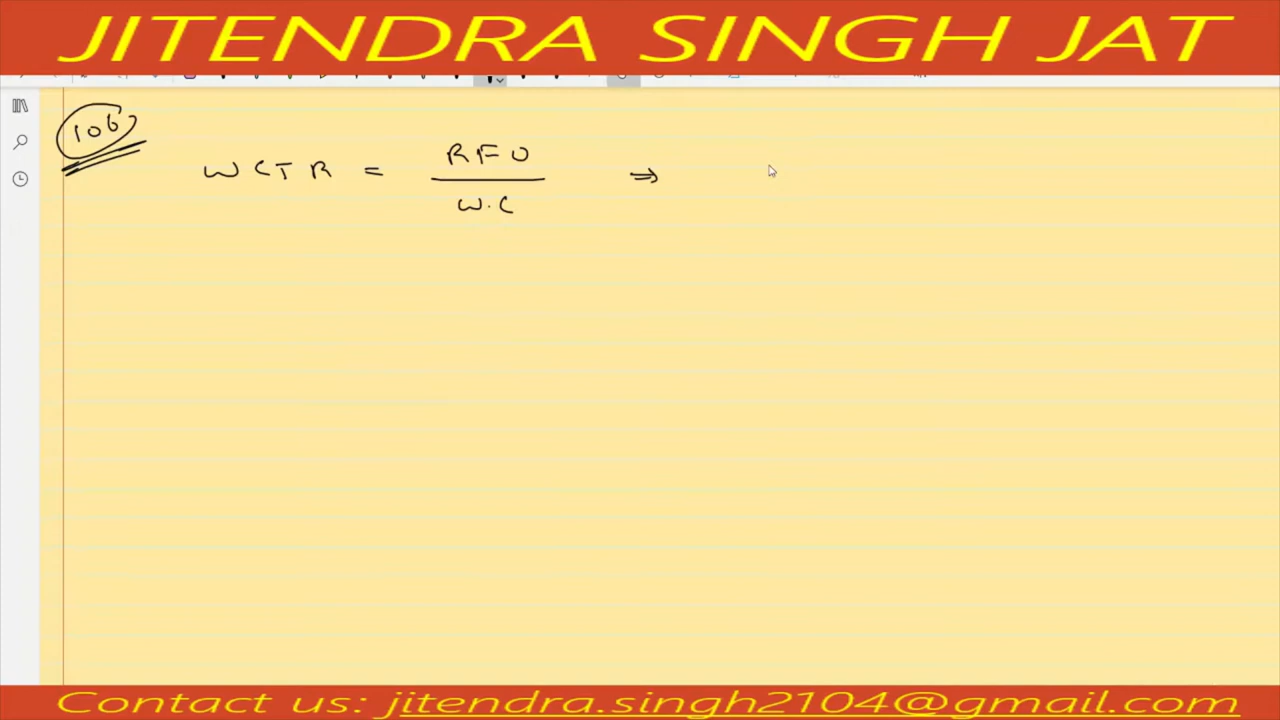 JITENDRA SINGH JAT
106
WCTR = RFO / W.C ⇒
Contact us: jitendra.singh2104@gmail.com